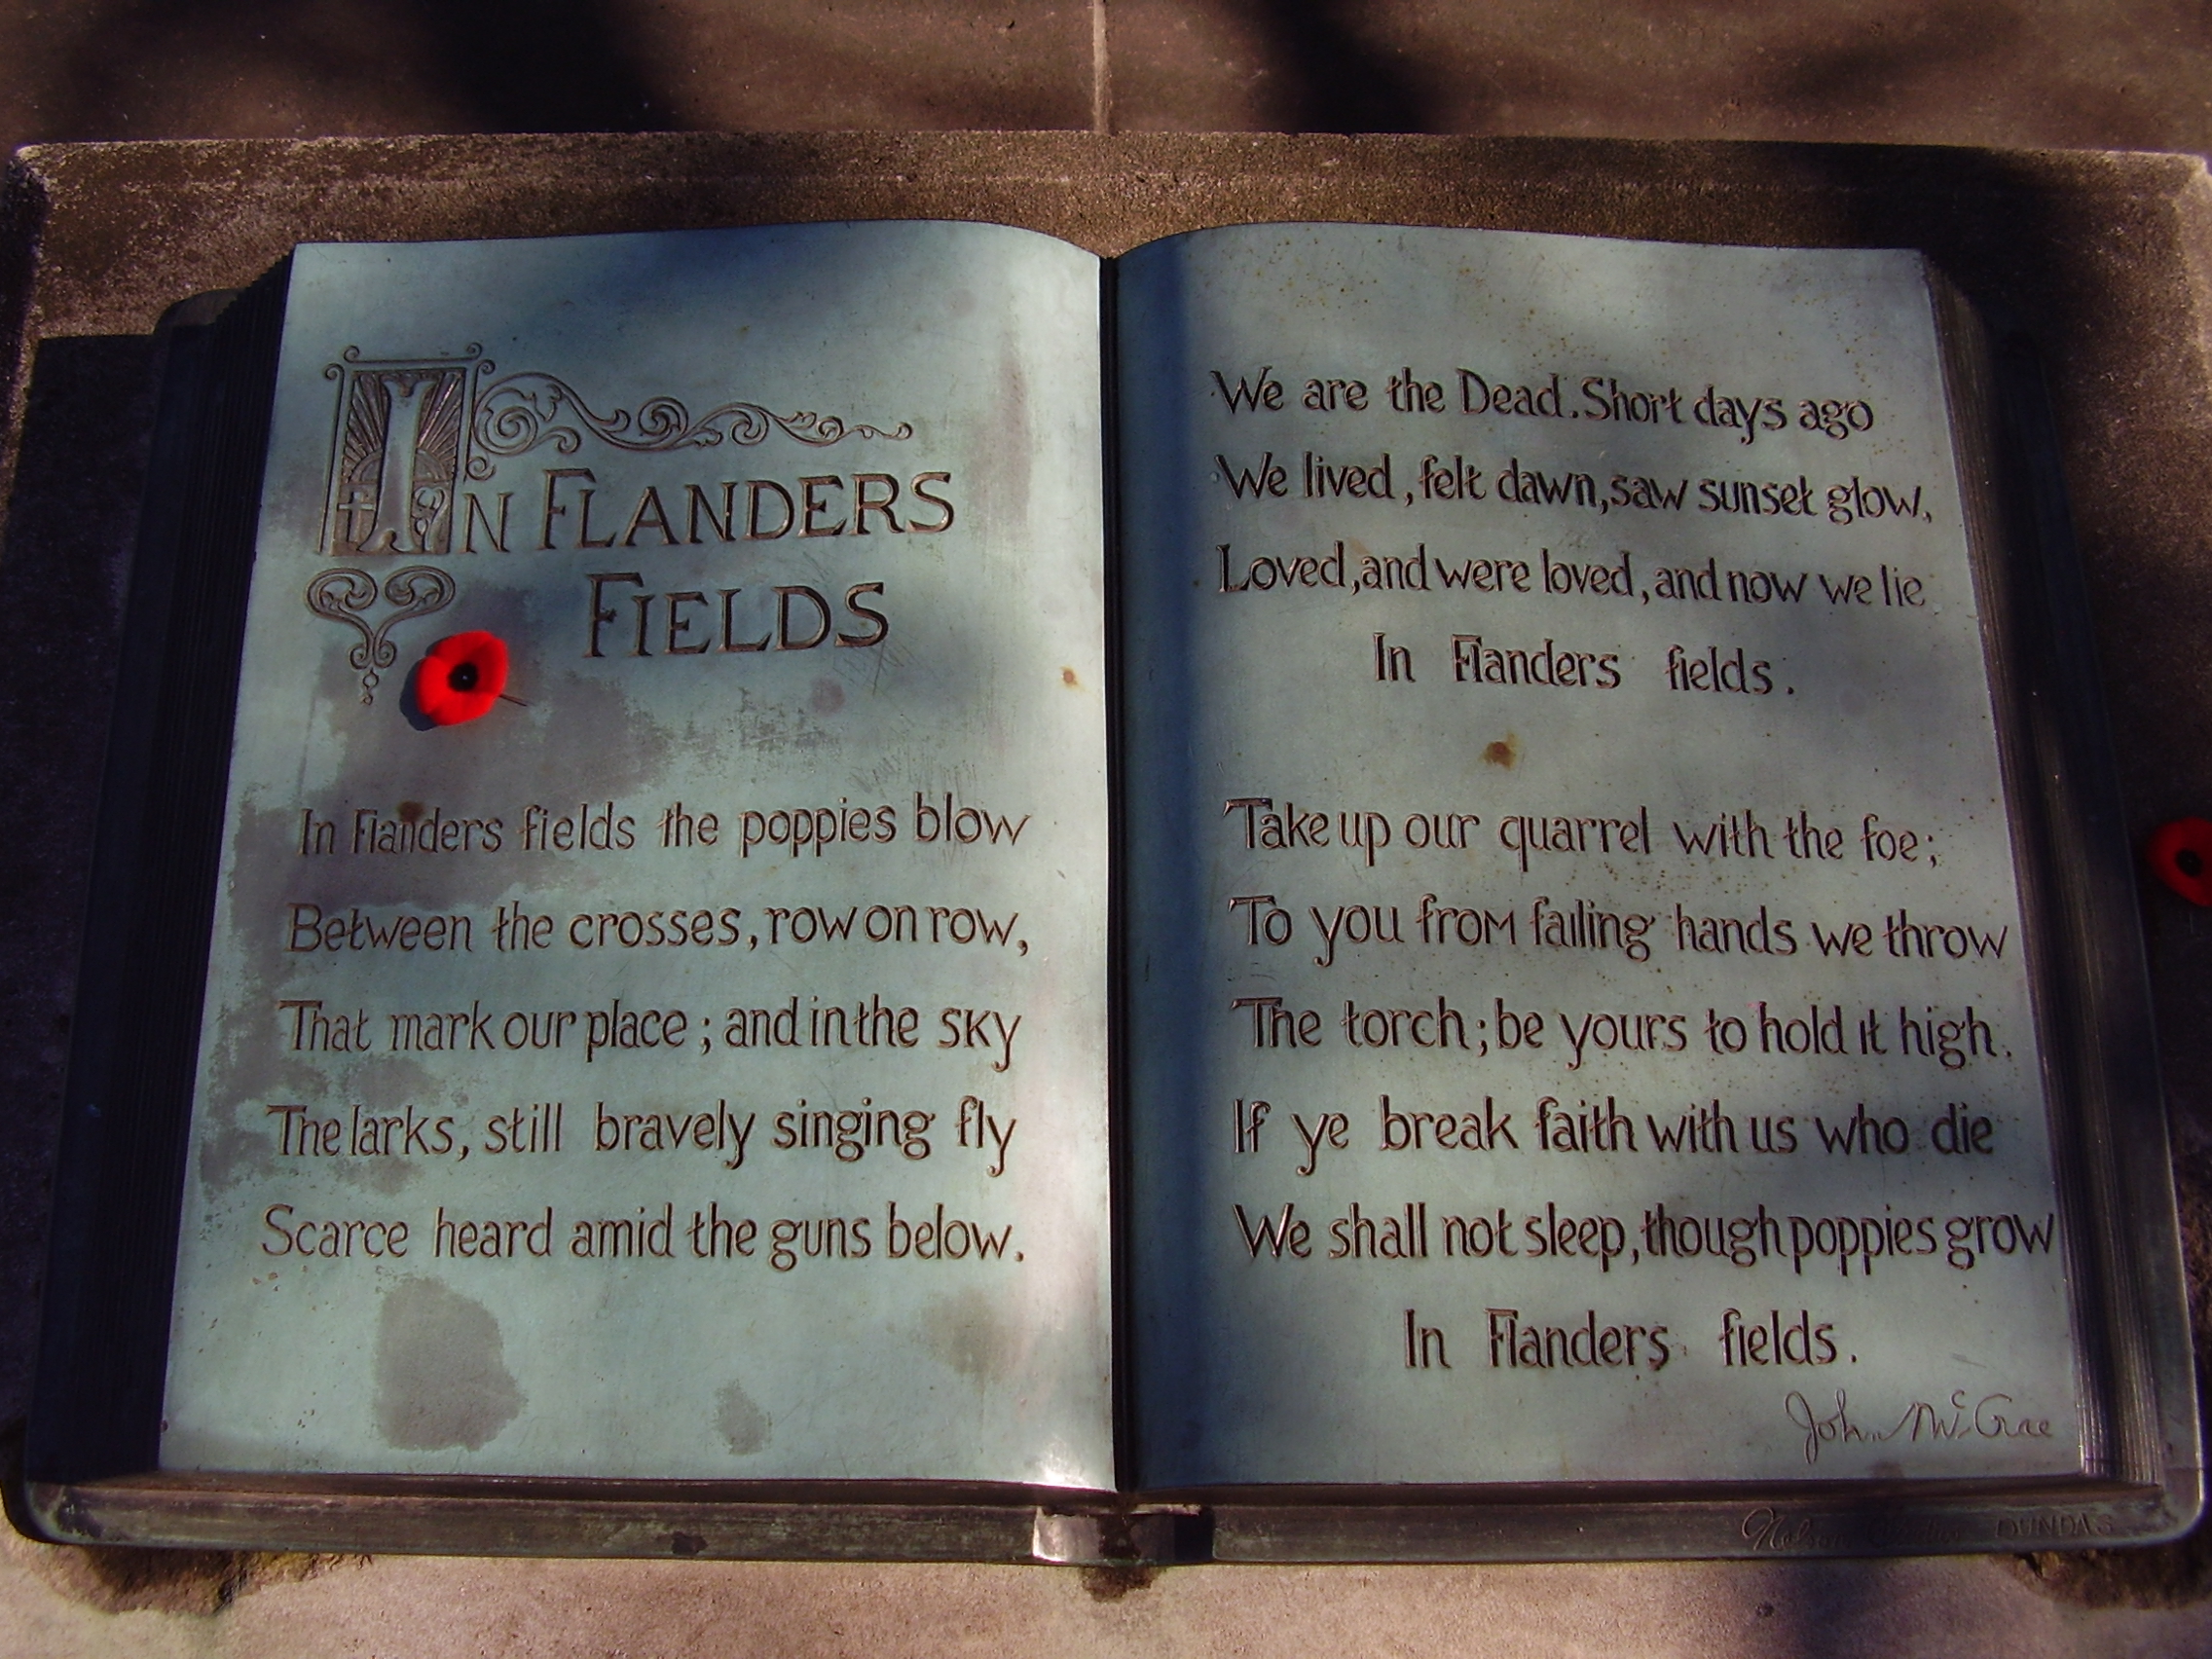 IN FLANDERS
FIELDS
In Flanders fields the poppies blow
Between the crosses, row on row,
That mark our place; and in the sky
The larks, still bravely singing fly
Scarce heard amid the guns below.
We are the Dead. Short days ago
We lived, felt dawn, saw sunset glow,
Loved, and were loved, and now we lie
In Flanders fields.
Take up our quarrel with the foe;
To you from failing hands we throw
The torch; be yours to hold it high.
If ye break faith with us who die
We shall not sleep, though poppies grow
In Flanders fields.
John McCrae
DUNDAS